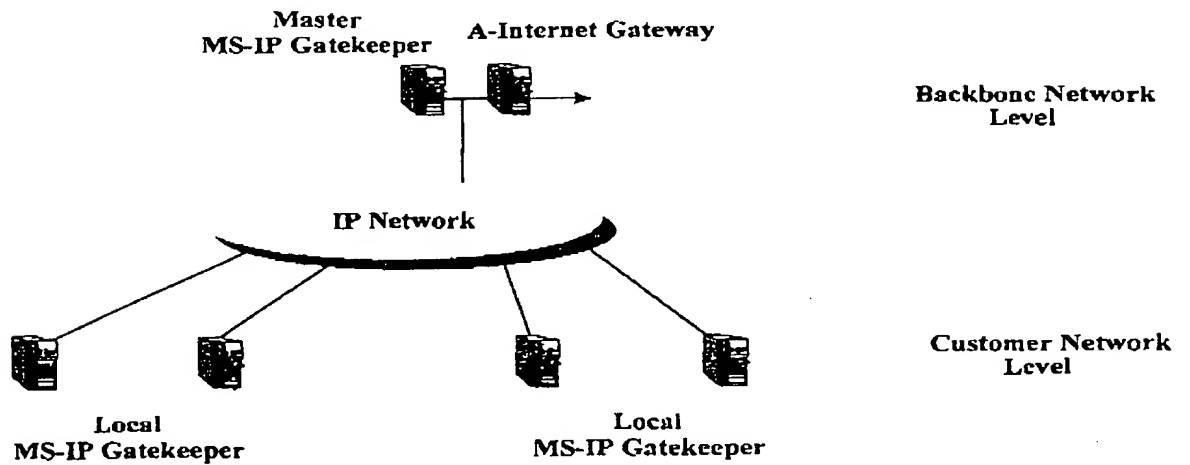 Master
MS-IP Gatekeeper
A-Internet Gateway
Backbone Network
Level
IP Network
Customer Network
Level
Local
MS-IP Gatekeeper
Local
MS-IP Gatekeeper